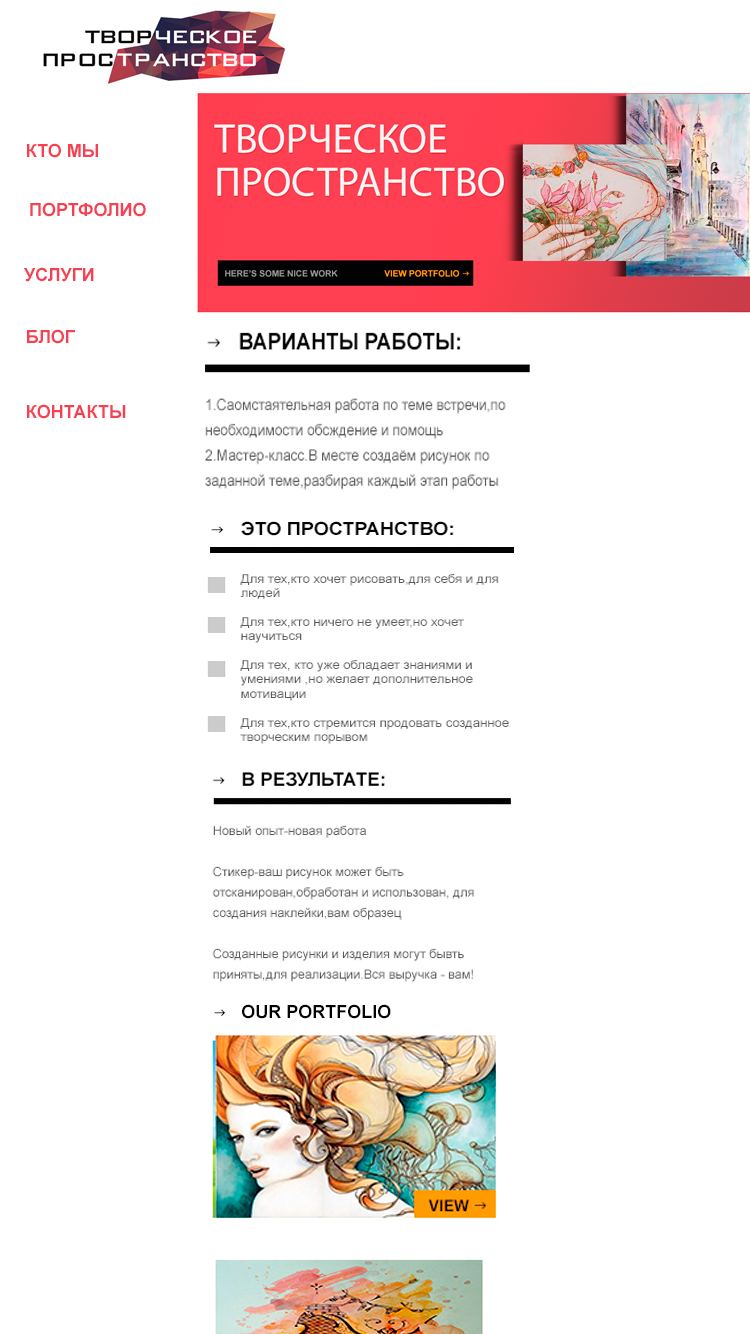 ТВОРЧЕСКОЕ
ПРОСТРАНСТВО
КТО МЫ
ПОРТФОЛИО
УСЛУГИ
БЛОГ
КОНТАКТЫ
ТВОРЧЕСКОЕ
ПРОСТРАНСТВО
HERE'S SOME NICE WORK VIEW PORTFOLIO →
→ ВАРИАНТЫ РАБОТЫ:
1.Саомстаятельная работа по теме встречи,по
необходимости обсждение и помощь
2.Мастер-класс.В месте создаём рисунок по
заданной теме,разбирая каждый этап работы
→ ЭТО ПРОСТРАНСТВО:
Для тех,кто хочет рисовать,для себя и для
людей
Для тех,кто ничего не умеет,но хочет
научиться
Для тех, кто уже обладает знаниями и
умениями ,но желает дополнительное
мотивации
Для тех,кто стремится продовать созданное
творческим порывом
→ В РЕЗУЛЬТАТЕ:
Новый опыт-новая работа
Стикер-ваш рисунок может быть
отсканирован,обработан и использован, для
создания наклейки,вам образец
Созданные рисунки и изделия могут бывть
приняты,для реализации.Вся выручка - вам!
→ OUR PORTFOLIO
VIEW →